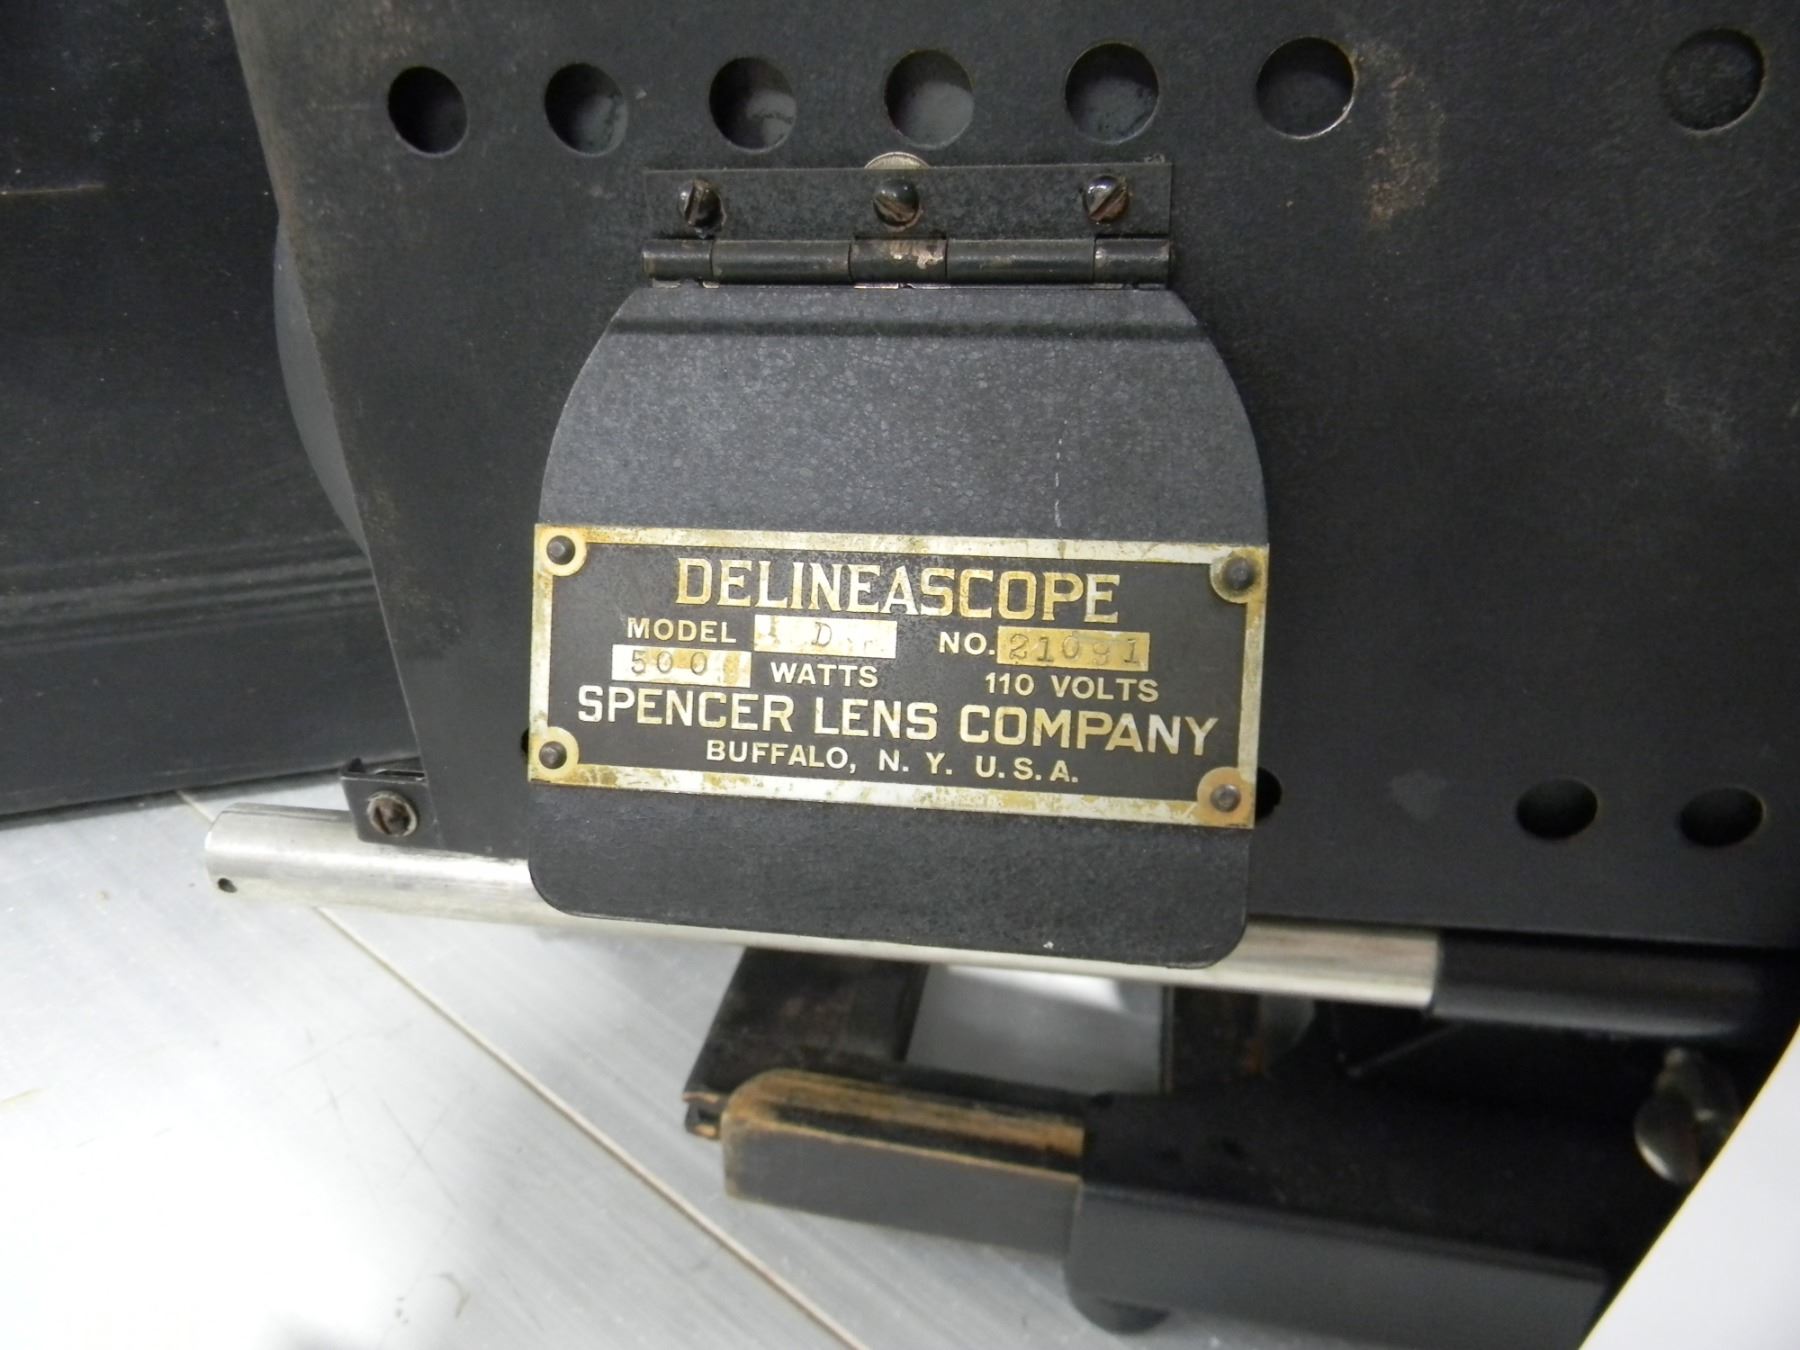 DELINEASCOPE
MODEL D NO. 21091
500 WATTS 110 VOLTS
SPENCER LENS COMPANY
BUFFALO, N. Y. U.S.A.